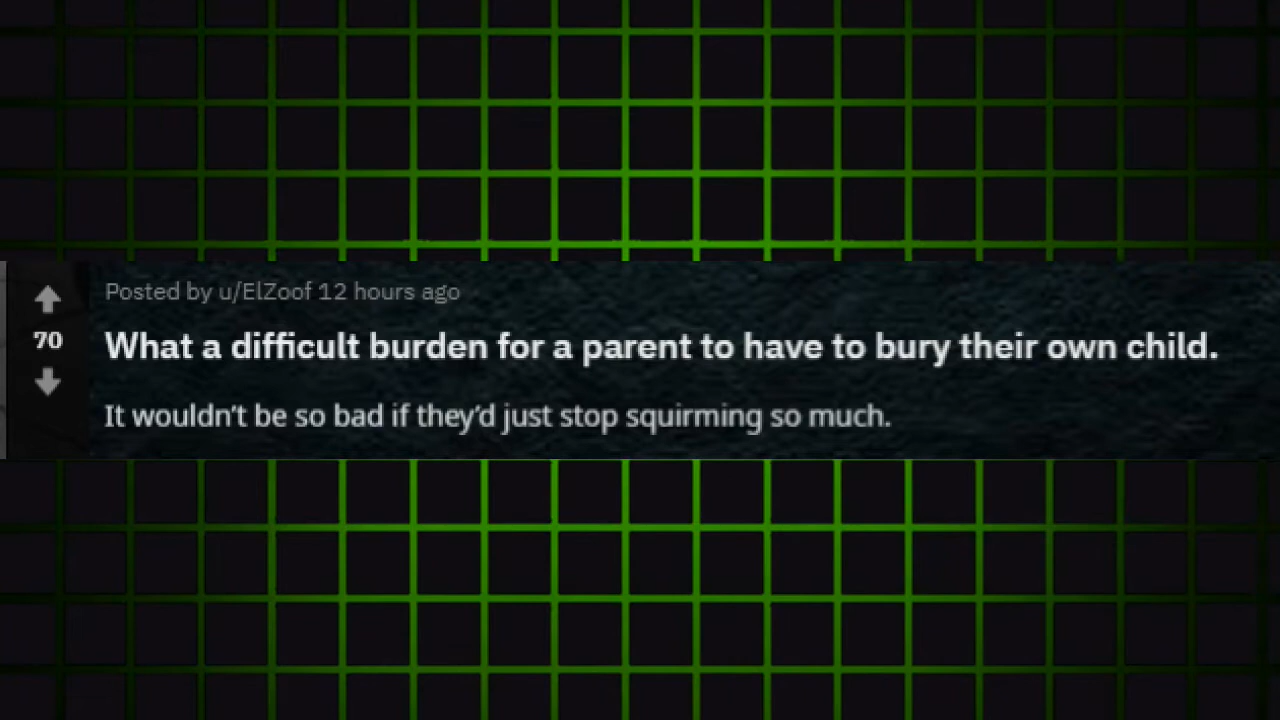 Posted by u/ElZoof 12 hours ago
70
What a difficult burden for a parent to have to bury their own child.
It wouldn't be so bad if they'd just stop squirming so much.